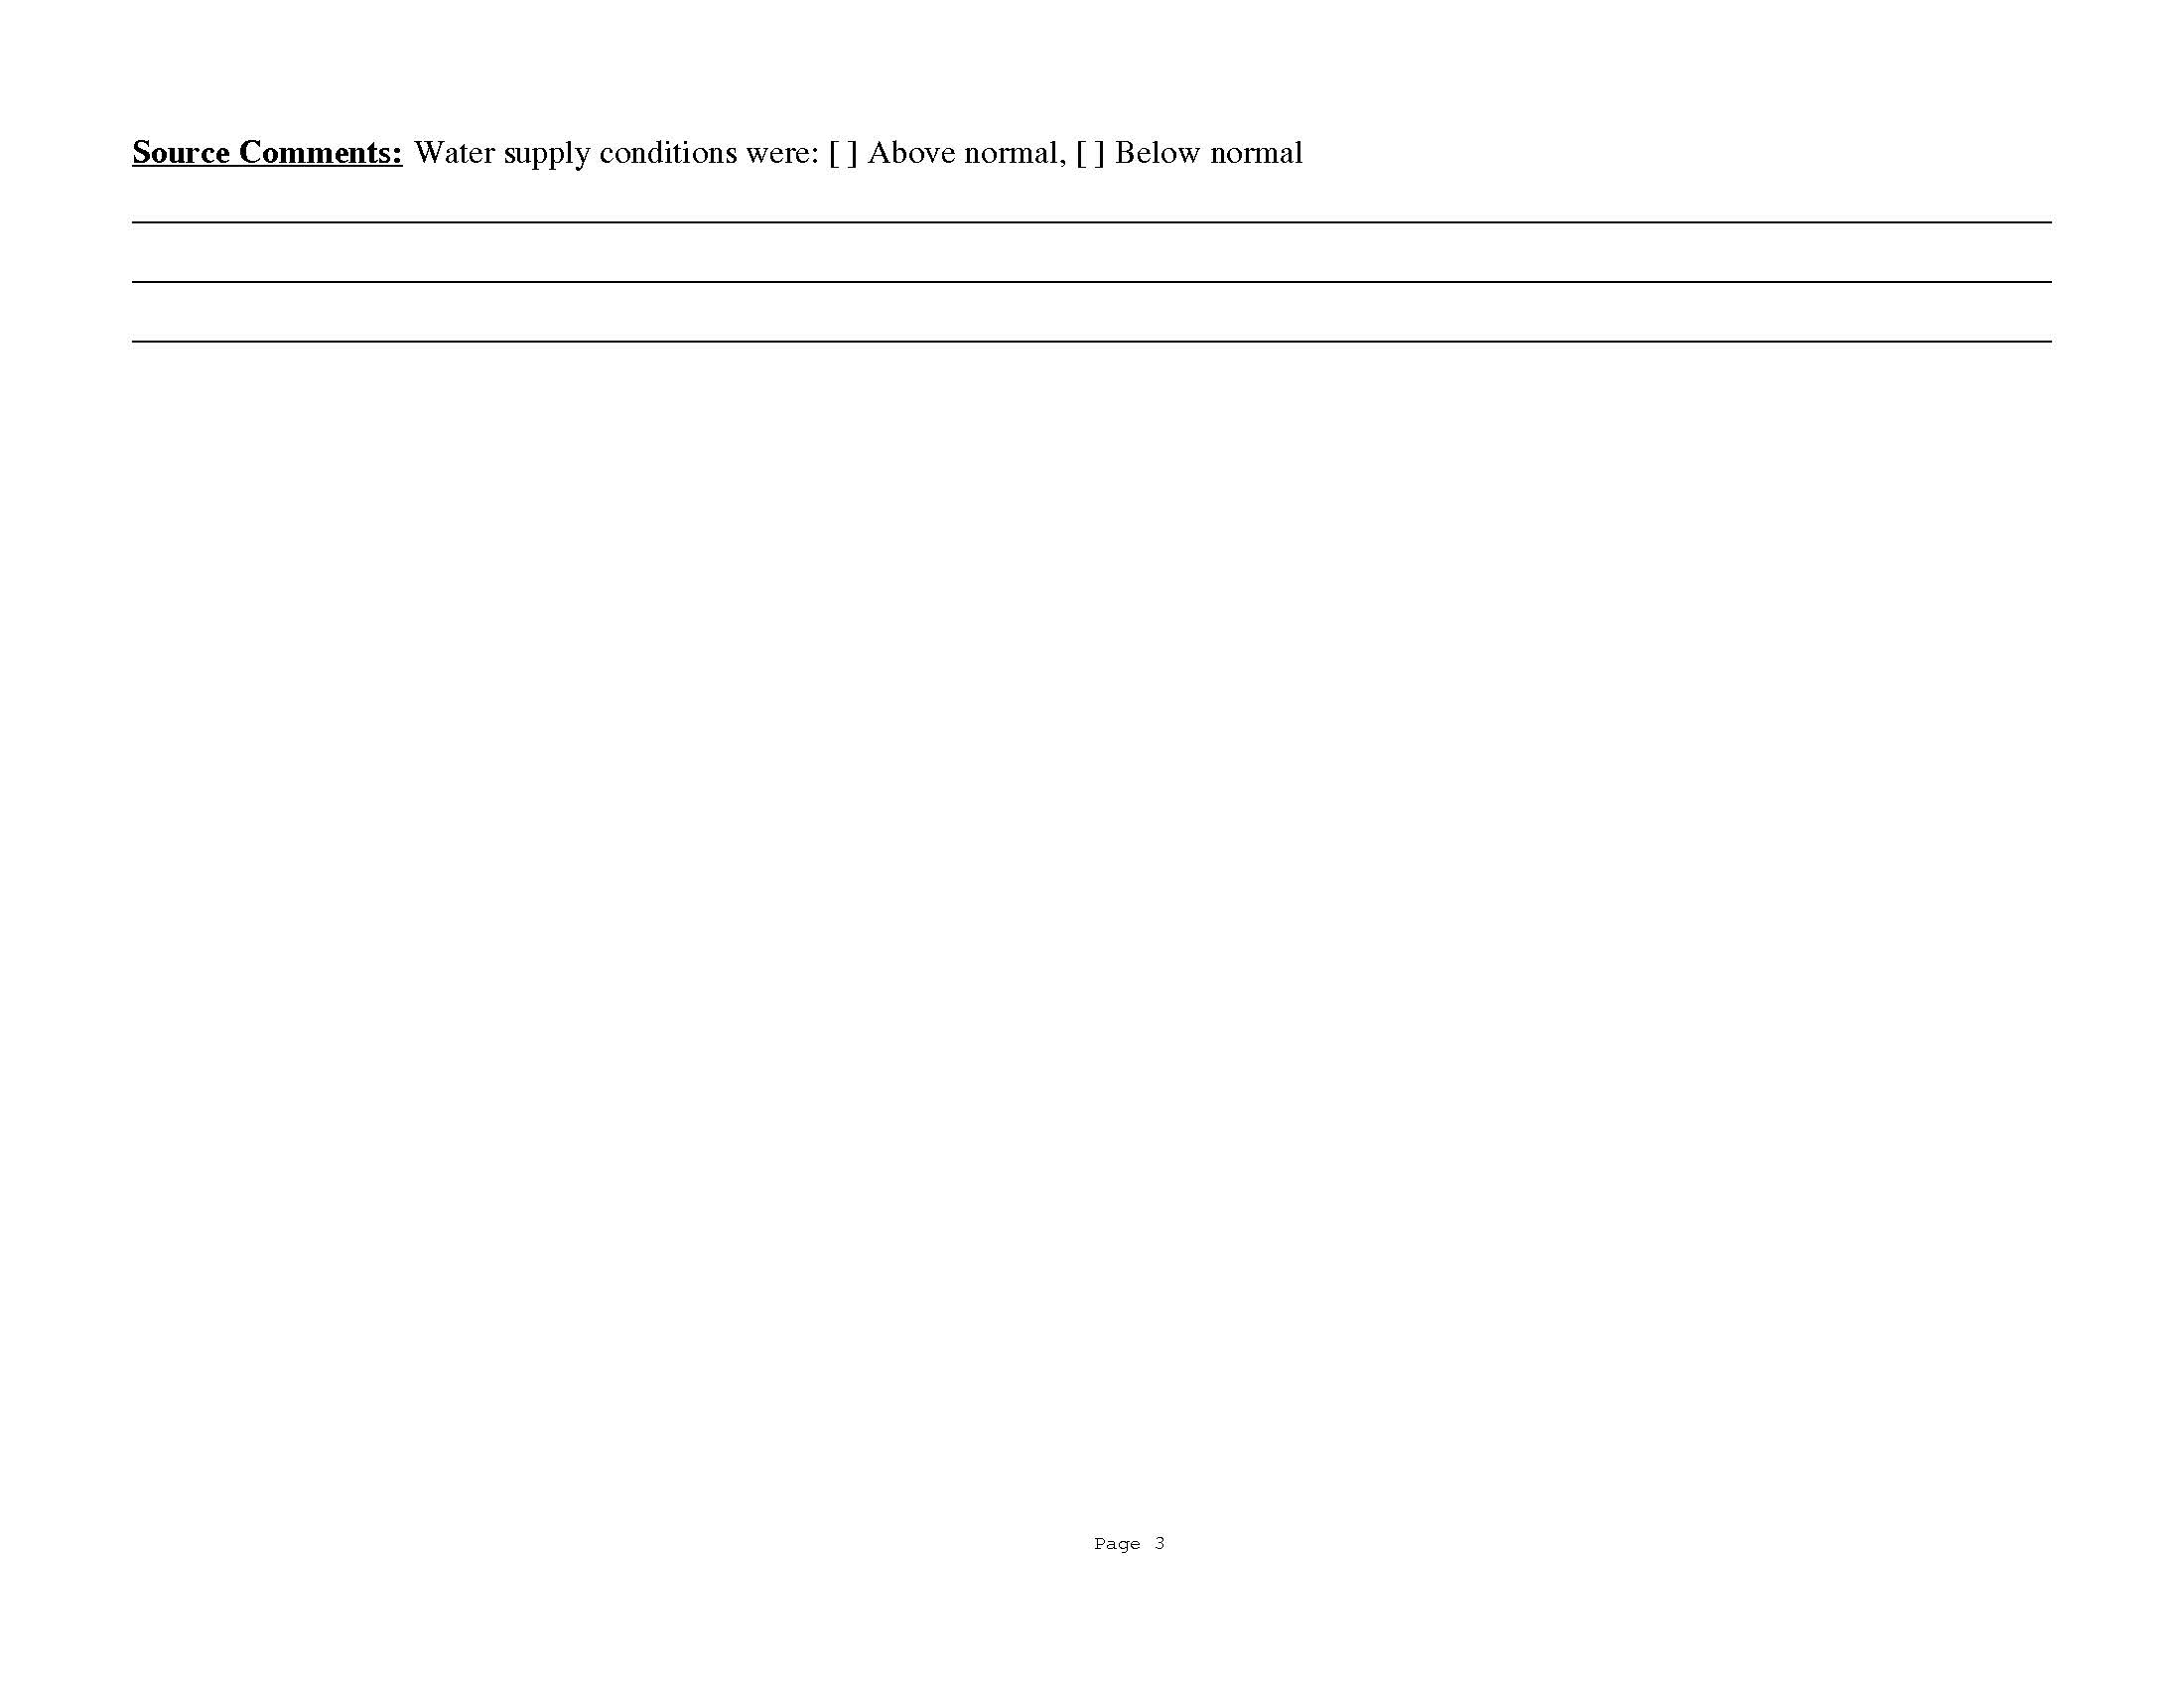 Source Comments: Water supply conditions were: [ ] Above normal, [ ] Below normal
Page 3